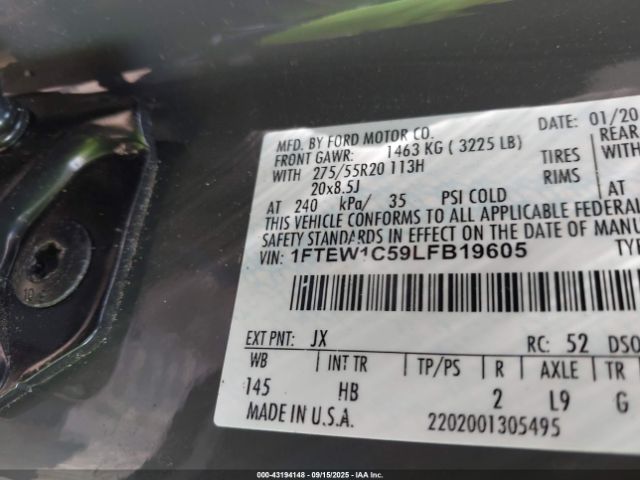 MFD. BY FORD MOTOR CO.
DATE: 01/20
FRONT GAWR: 1463 KG ( 3225 LB)
REAR
WITH 275/55R20 113H TIRES WITH
20x8.5J RIMS
AT 240 kPa/ 35 PSI COLD
THIS VEHICLE CONFORMS TO ALL APPLICABLE FEDERAL
SAFETY STANDARDS IN EFFECT ON THE DATE OF MANU
VIN: 1FTEW1C59LFB19605 TYP
EXT PNT: JX RC: 52 DSO
WB INT TR TP/PS R AXLE TR
145 HB 2 L9 G
MADE IN U.S.A. 2202001305495
10
000-43194148 - 09/15/2025 - IAAI.COM